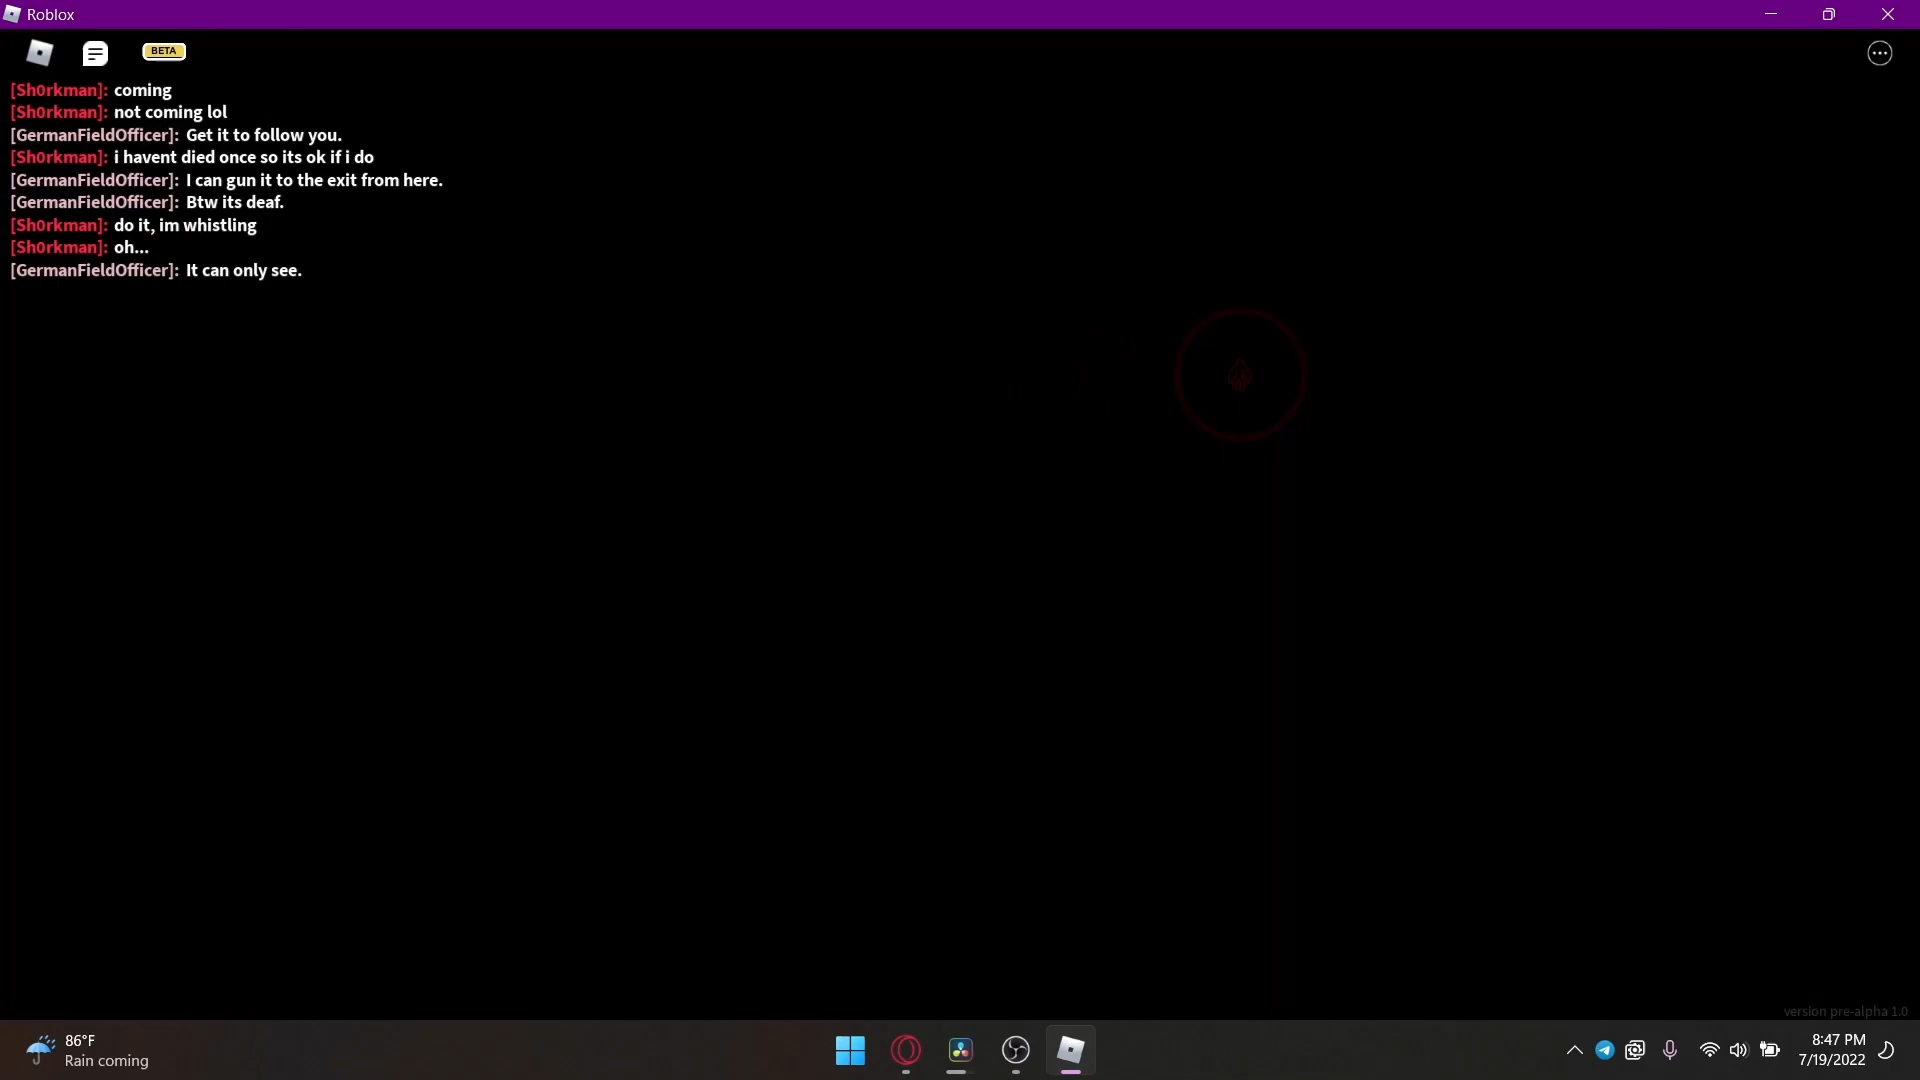 Roblox
BETA
[Sh0rkman]: coming
[Sh0rkman]: not coming lol
[GermanFieldOfficer]: Get it to follow you.
[Sh0rkman]: i havent died once so its ok if i do
[GermanFieldOfficer]: I can gun it to the exit from here.
[GermanFieldOfficer]: Btw its deaf.
[Sh0rkman]: do it, im whistling
[Sh0rkman]: oh...
[GermanFieldOfficer]: It can only see.
version pre-alpha 1.0
86°F
Rain coming
8:47 PM
7/19/2022